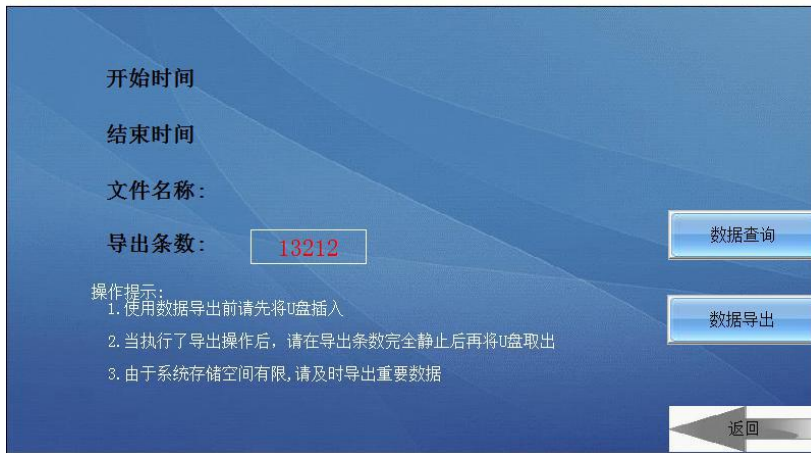 开始时间
结束时间
文件名称:
导出条数: 13212
数据查询
操作提示:
1.使用数据导出前请先将U盘插入
数据导出
2.当执行了导出操作后，请在导出条数完全静止后再将U盘取出
3.由于系统存储空间有限,请及时导出重要数据
返回